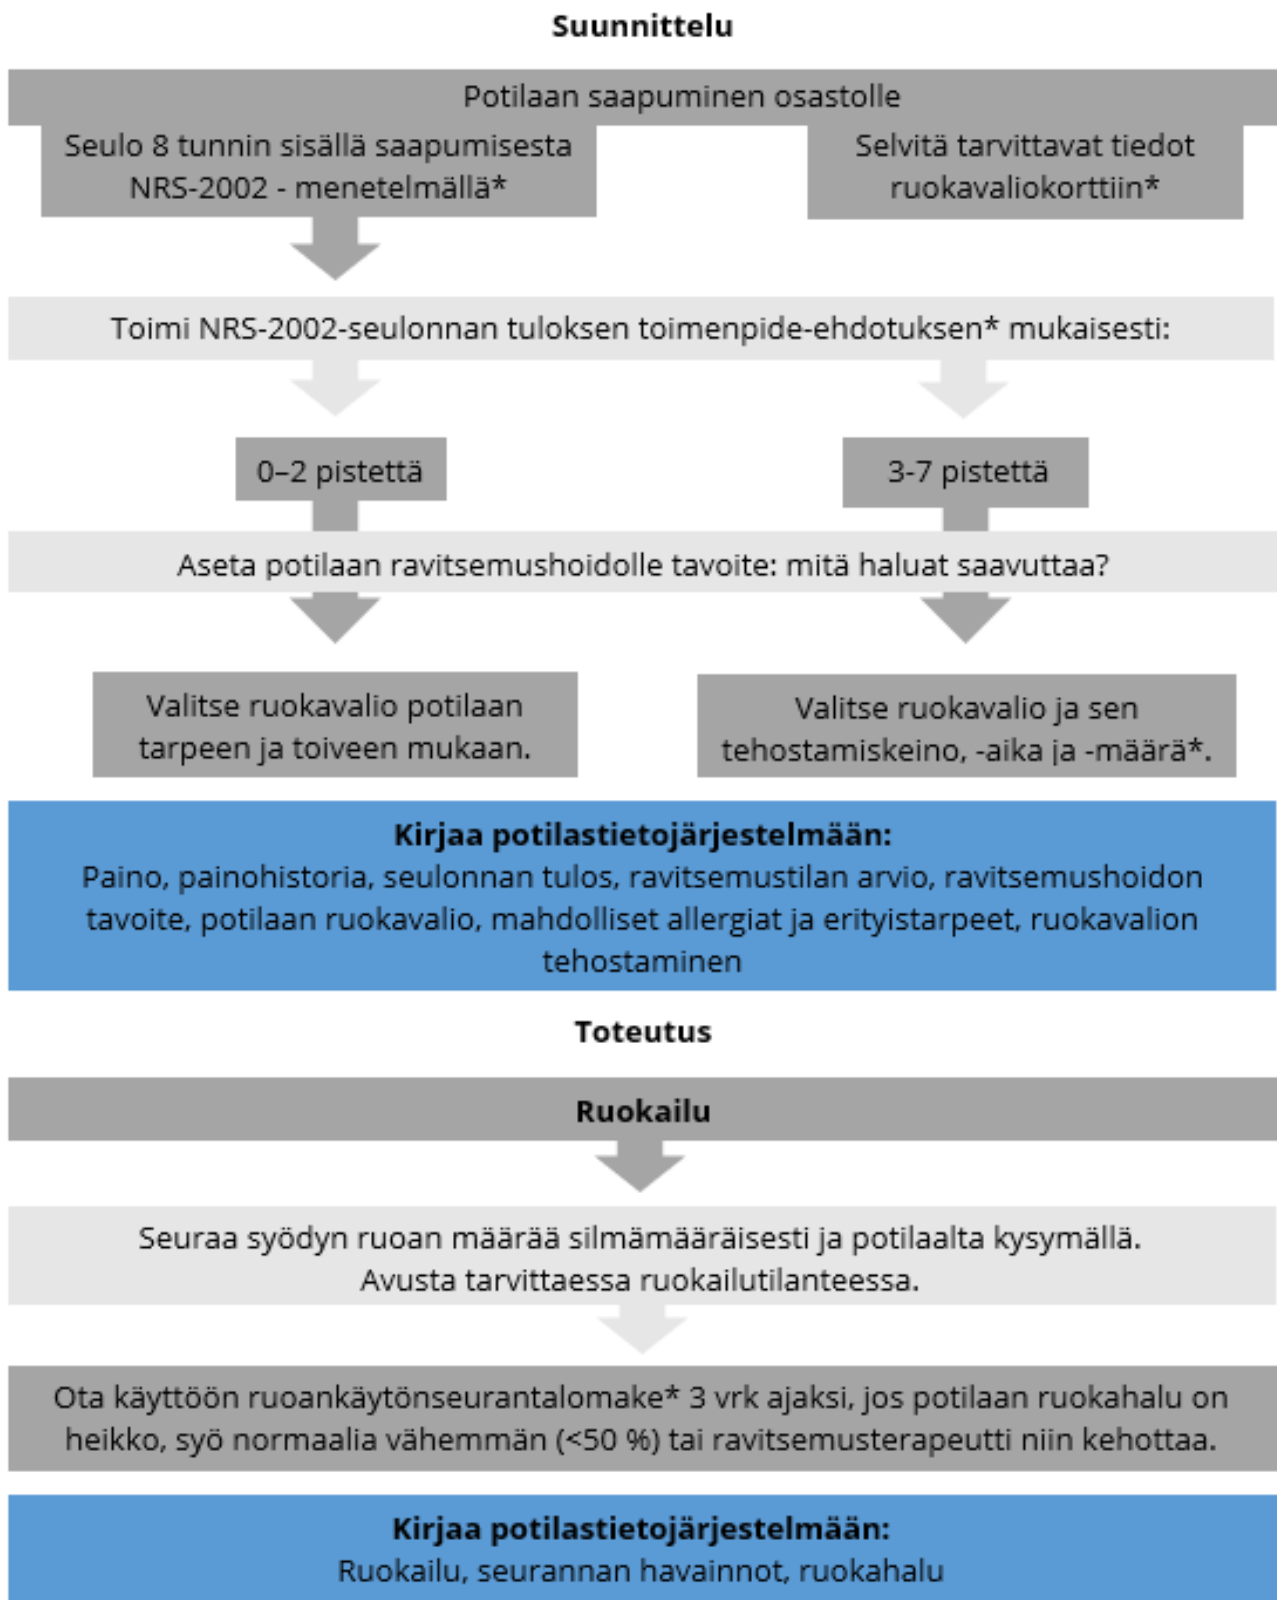 Suunnittelu
Potilaan saapuminen osastolle
Seulo 8 tunnin sisällä saapumisesta
NRS-2002 - menetelmällä*
Selvitä tarvittavat tiedot
ruokavaliokorttiin*
Toimi NRS-2002-seulonnan tuloksen toimenpide-ehdotuksen* mukaisesti:
0–2 pistettä
3-7 pistettä
Aseta potilaan ravitsemushoidolle tavoite: mitä haluat saavuttaa?
Valitse ruokavalio potilaan
tarpeen ja toiveen mukaan.
Valitse ruokavalio ja sen
tehostamiskeino, -aika ja -määrä*.
Kirjaa potilastietojärjestelmään:
Paino, painohistoria, seulonnan tulos, ravitsemustilan arvio, ravitsemushoidon
tavoite, potilaan ruokavalio, mahdolliset allergiat ja erityistarpeet, ruokavalion
tehostaminen
Toteutus
Ruokailu
Seuraa syödyn ruoan määrää silmämääräisesti ja potilaalta kysymällä.
Avusta tarvittaessa ruokailutilanteessa.
Ota käyttöön ruoankäytönseurantalomake* 3 vrk ajaksi, jos potilaan ruokahalu on
heikko, syö normaalia vähemmän (<50 %) tai ravitsemusterapeutti niin kehottaa.
Kirjaa potilastietojärjestelmään:
Ruokailu, seurannan havainnot, ruokahalu